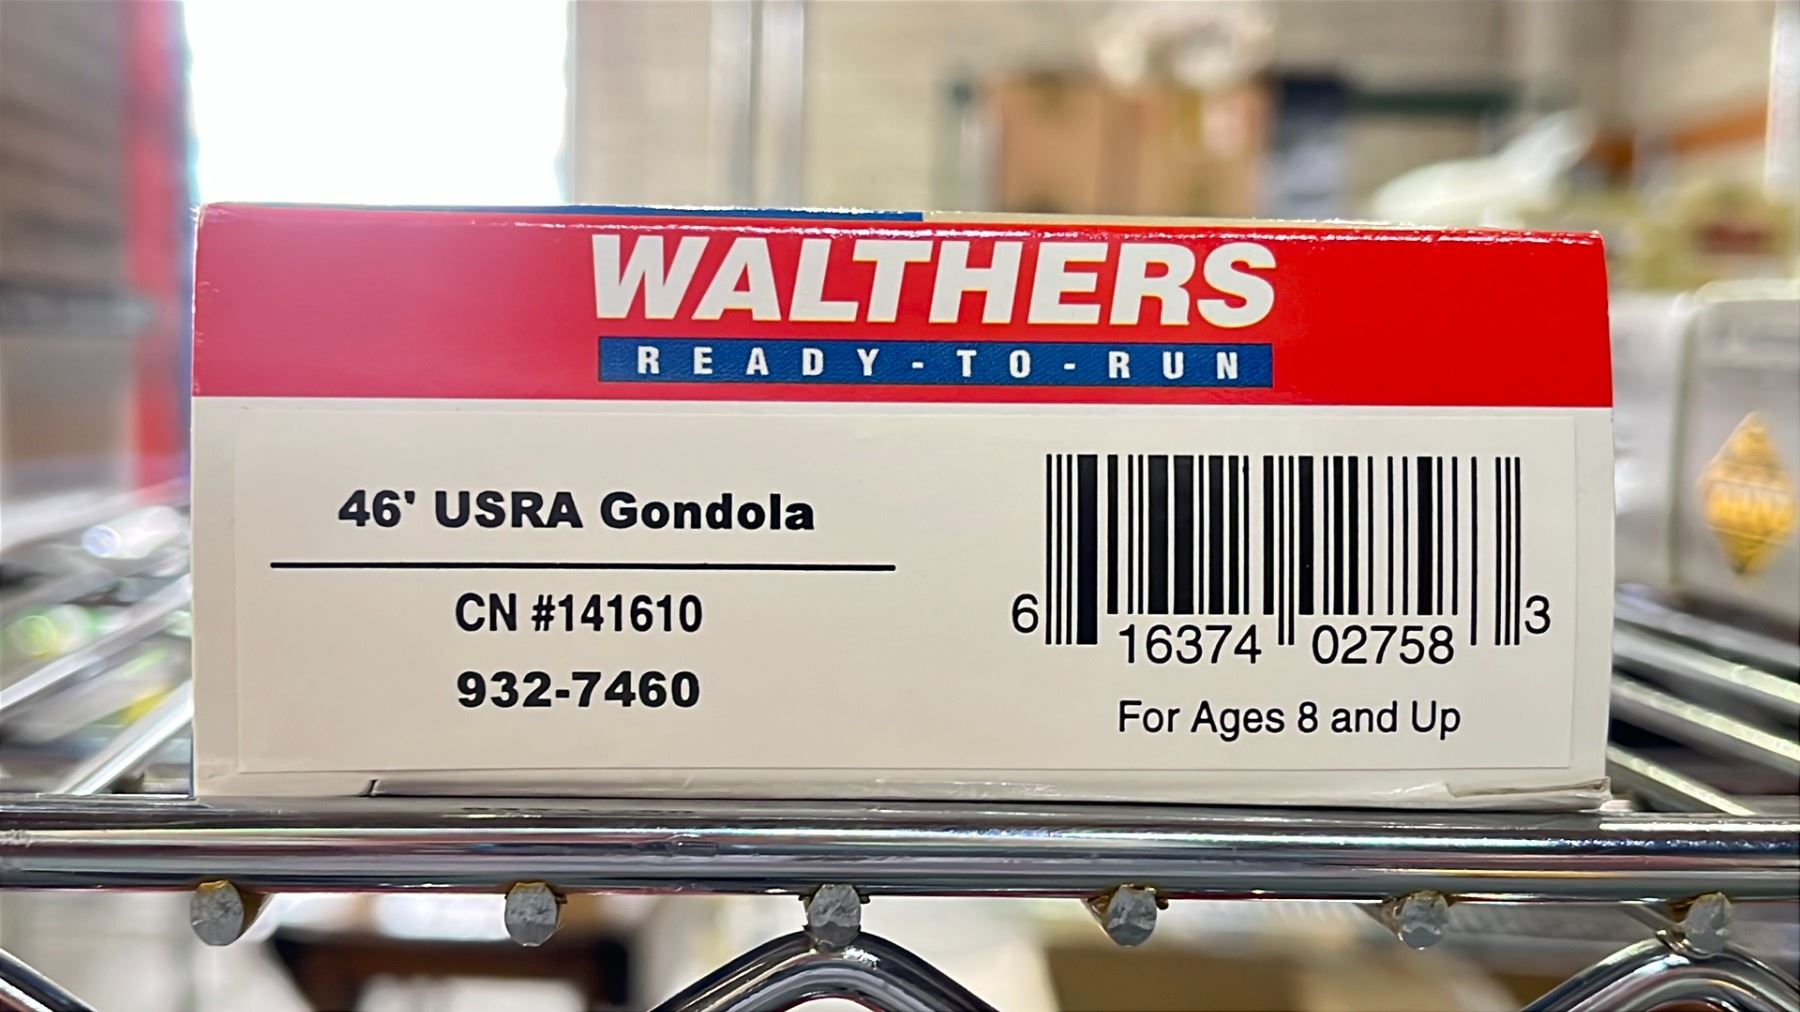 WALTHERS
READY-TO-RUN
46' USRA Gondola
CN #141610
932-7460
6 16374 02758 3
For Ages 8 and Up